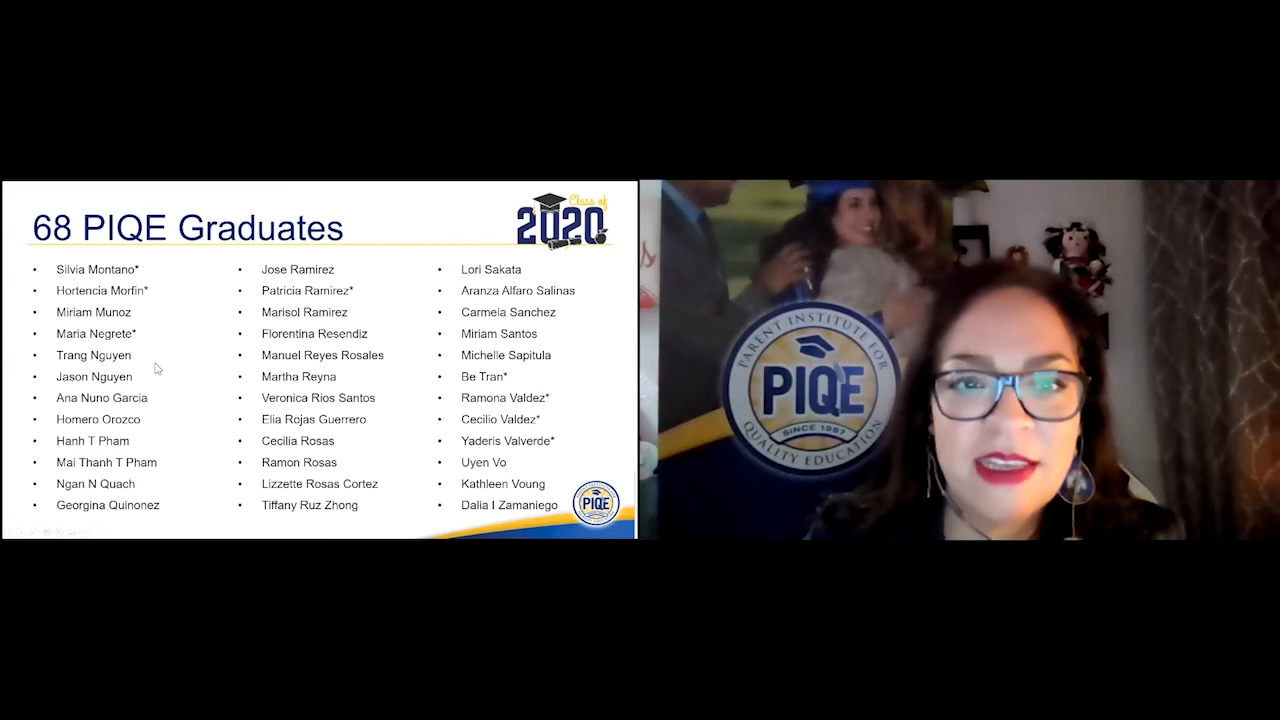 68 PIQE Graduates
Class of
2020
• Silvia Montano*
• Hortencia Morfin*
• Miriam Munoz
• Maria Negrete*
• Trang Nguyen
• Jason Nguyen
• Ana Nuno Garcia
• Homero Orozco
• Hanh T Pham
• Mai Thanh T Pham
• Ngan N Quach
• Georgina Quinonez
• Jose Ramirez
• Patricia Ramirez*
• Marisol Ramirez
• Florentina Resendiz
• Manuel Reyes Rosales
• Martha Reyna
• Veronica Rios Santos
• Elia Rojas Guerrero
• Cecilia Rosas
• Ramon Rosas
• Lizzette Rosas Cortez
• Tiffany Ruz Zhong
• Lori Sakata
• Aranza Alfaro Salinas
• Carmela Sanchez
• Miriam Santos
• Michelle Sapitula
• Be Tran*
• Ramona Valdez*
• Cecilio Valdez*
• Yaderis Valverde*
• Uyen Vo
• Kathleen Voung
• Dalia I Zamaniego
PIQE
PARENT INSTITUTE FOR
PIQE
SINCE 1987
QUALITY EDUCATION